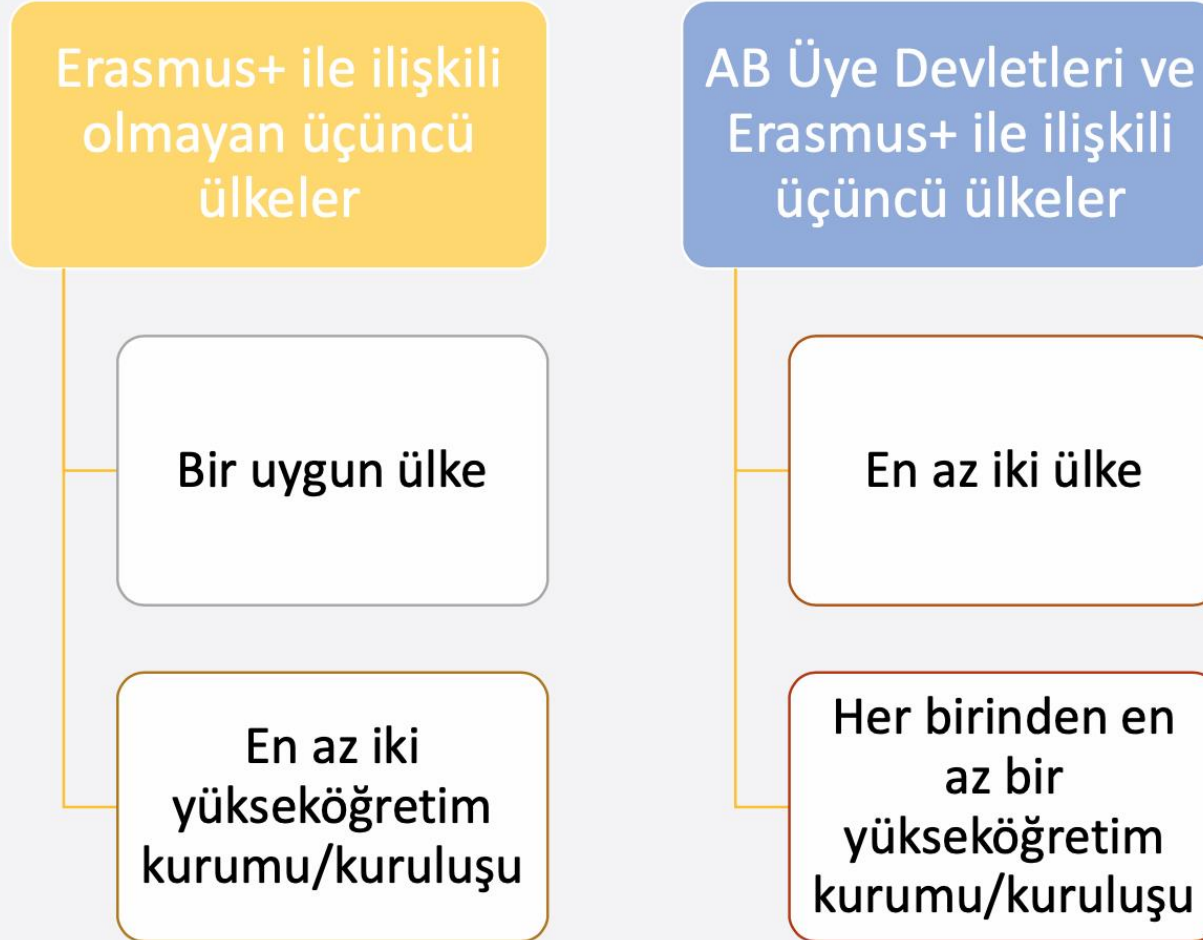 Erasmus+ ile ilişkili
olmayan üçüncü
ülkeler
Bir uygun ülke
En az iki
yükseköğretim
kurumu/kuruluşu
AB Üye Devletleri ve
Erasmus+ ile ilişkili
üçüncü ülkeler
En az iki ülke
Her birinden en
az bir
yükseköğretim
kurumu/kuruluşu